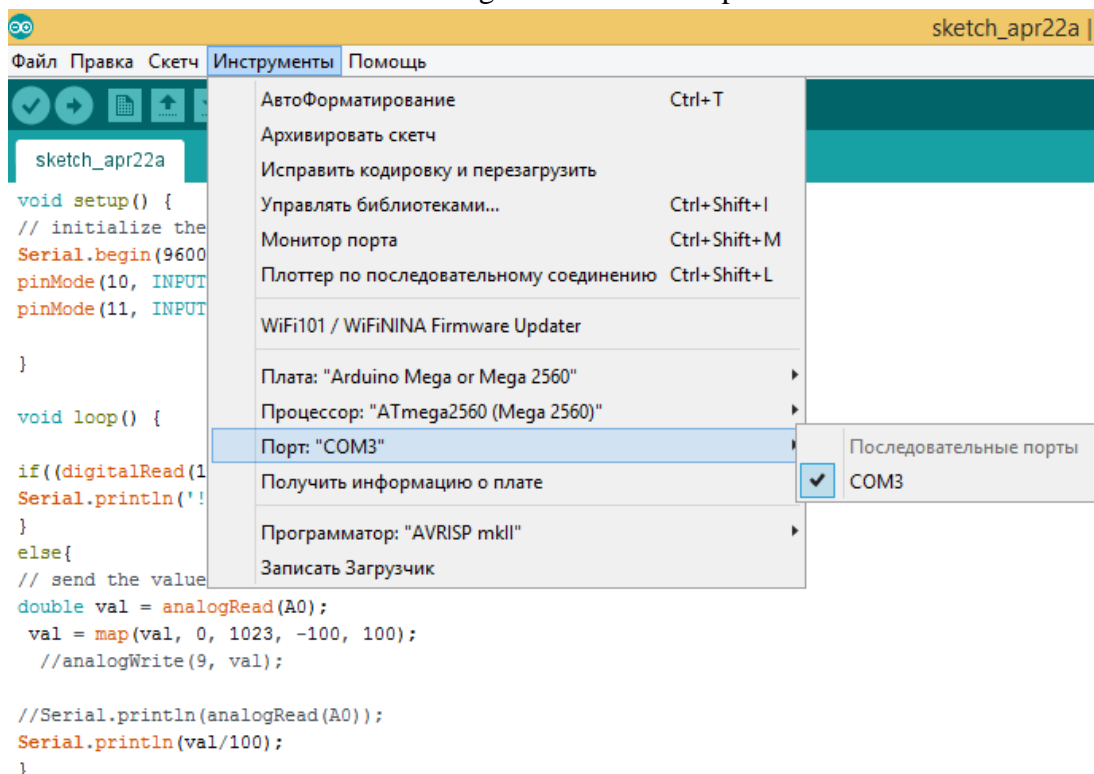 sketch_apr22a |
Файл Правка Скетч Инструменты Помощь
АвтоФорматирование Ctrl+T
Архивировать скетч
Исправить кодировку и перезагрузить
Управлять библиотеками... Ctrl+Shift+I
Монитор порта Ctrl+Shift+M
Плоттер по последовательному соединению Ctrl+Shift+L
WiFi101 / WiFiNINA Firmware Updater
Плата: "Arduino Mega or Mega 2560"
Процессор: "ATmega2560 (Mega 2560)"
Порт: "COM3"
Получить информацию о плате
Программатор: "AVRISP mkII"
Записать Загрузчик
Последовательные порты
COM3
sketch_apr22a
void setup() {
// initialize the
Serial.begin(9600
pinMode(10, INPUT
pinMode(11, INPUT
}
void loop() {
if((digitalRead(1
Serial.println('!
}
else{
// send the value
double val = analogRead(A0);
val = map(val, 0, 1023, -100, 100);
//analogWrite(9, val);
//Serial.println(analogRead(A0));
Serial.println(val/100);
}